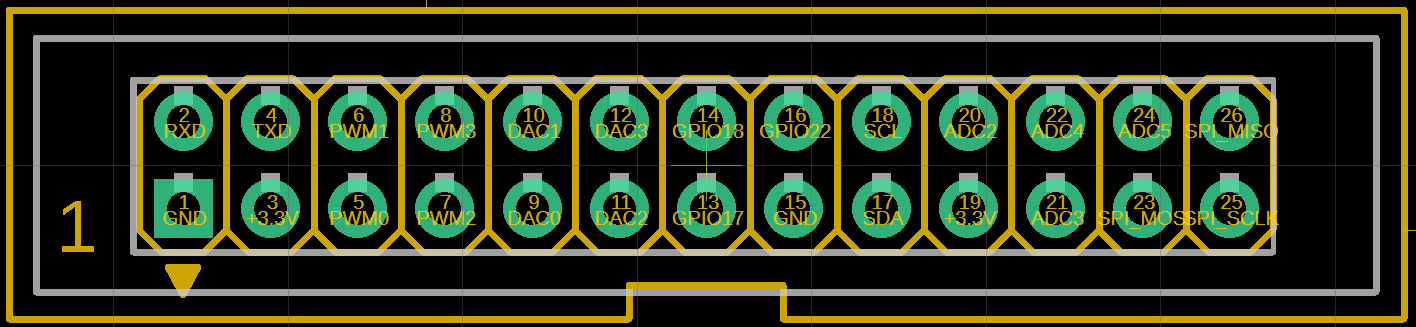 2 4 6 8 10 12 14 16 18 20 22 24 26
RXD TXD PWM1 PWM3 DAC1 DAC3 GPIO18 GPIO22 SCL ADC2 ADC4 ADC5 SPI_MISO
1 3 5 7 9 11 13 15 17 19 21 23 25
GND +3.3V PWM0 PWM2 DAC0 DAC2 GPIO17 GND SDA +3.3V ADC3 SPI_MOSI SPI_SCLK
1